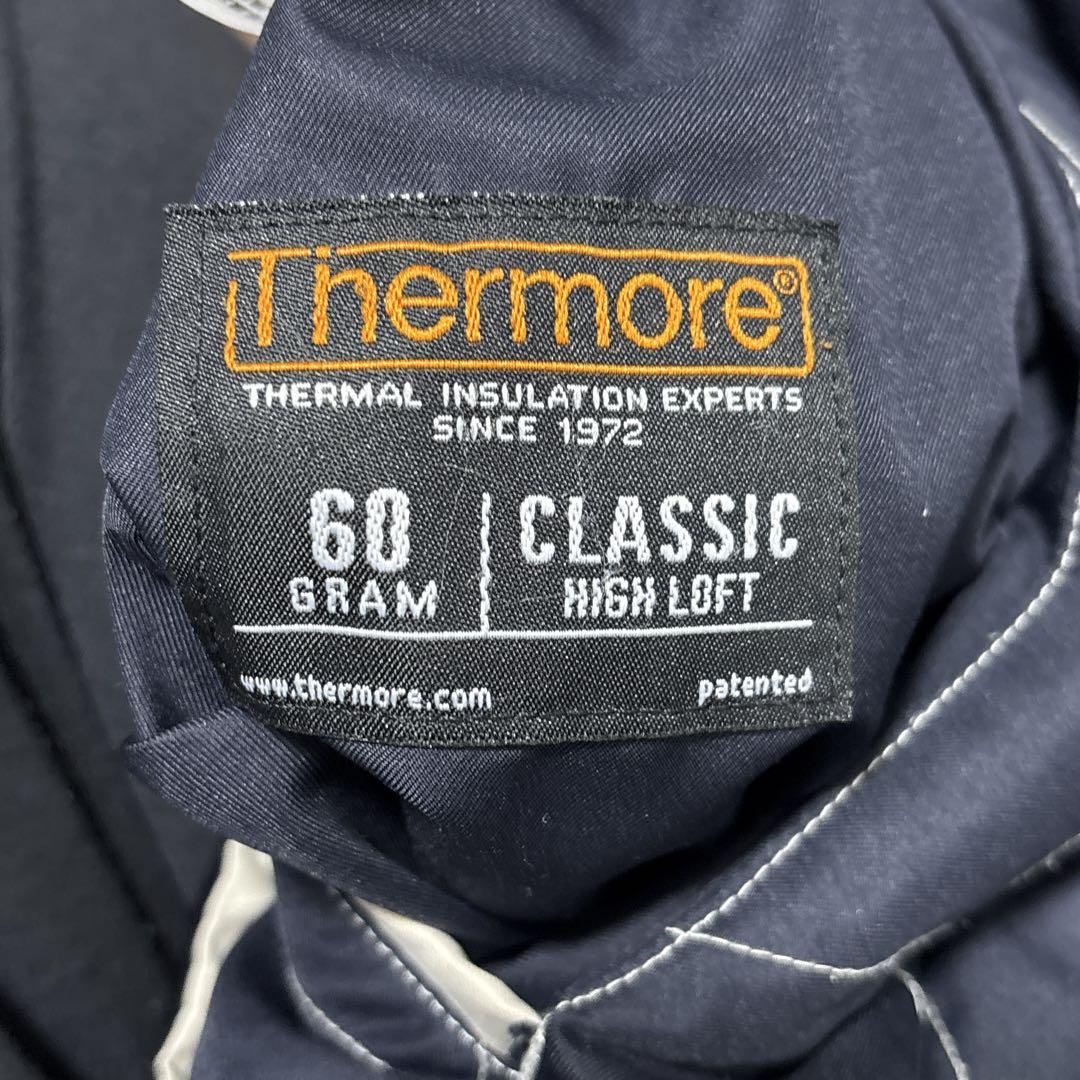 Thermore®
THERMAL INSULATION EXPERTS
SINCE 1972
60 | CLASSIC
GRAM HIGH LOFT
www.thermore.com patented